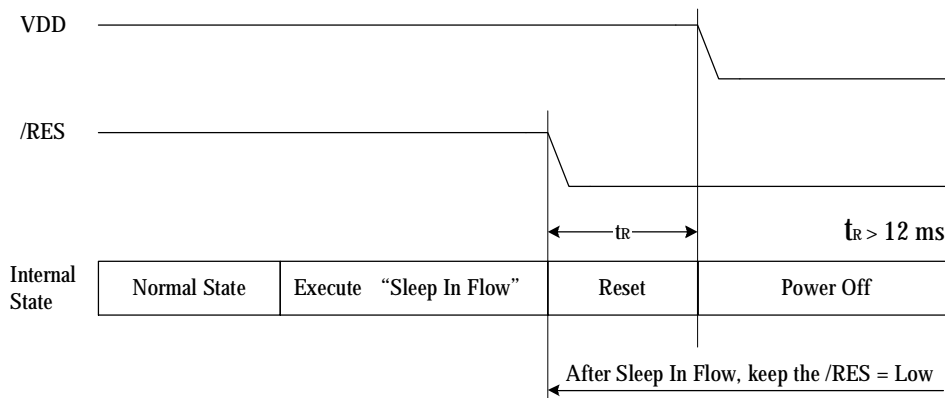 VDD
/RES
tR
tR > 12 ms
Internal
State
Normal State
Execute “Sleep In Flow”
Reset
Power Off
After Sleep In Flow, keep the /RES = Low